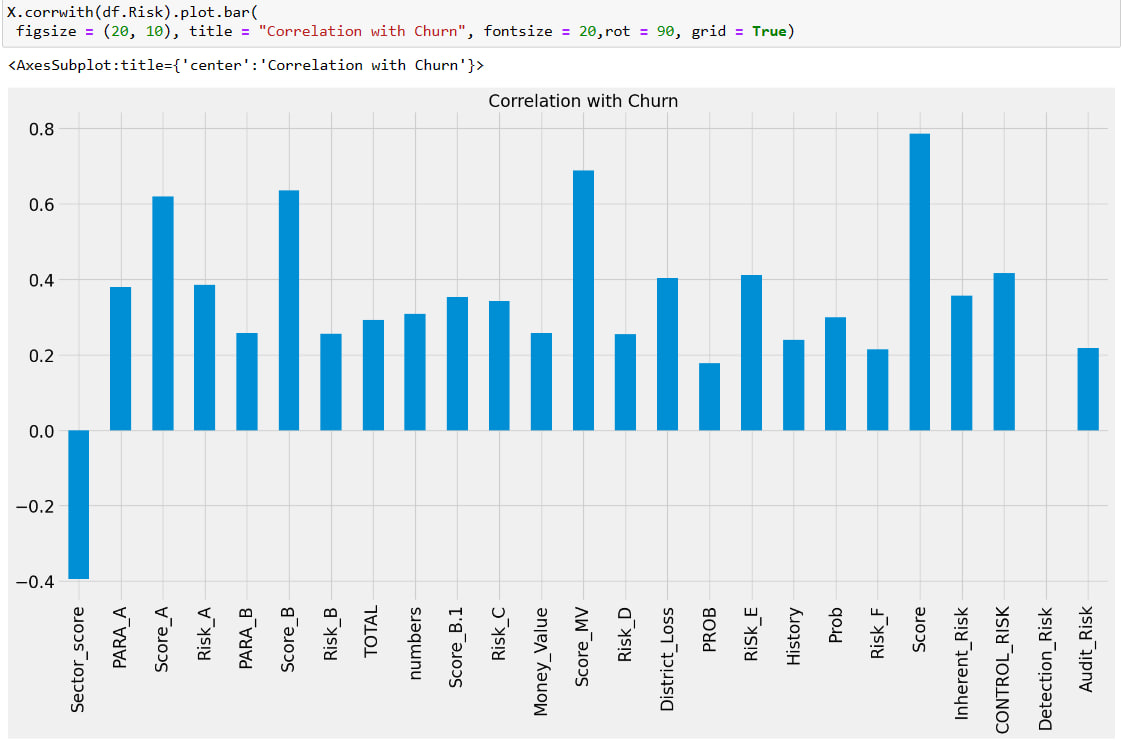 X.corrwith(df.Risk).plot.bar(
figsize = (20, 10), title = "Correlation with Churn", fontsize = 20,rot = 90, grid = True)
<AxesSubplot:title={'center':'Correlation with Churn'}>
Correlation with Churn
0.8
0.6
0.4
0.2
0.0
−0.2
−0.4
Sector_score
PARA_A
Score_A
Risk_A
PARA_B
Score_B
Risk_B
TOTAL
numbers
Score_B.1
Risk_C
Money_Value
Score_MV
Risk_D
District_Loss
PROB
RiSk_E
History
Prob
Risk_F
Score
Inherent_Risk
CONTROL_RISK
Detection_Risk
Audit_Risk